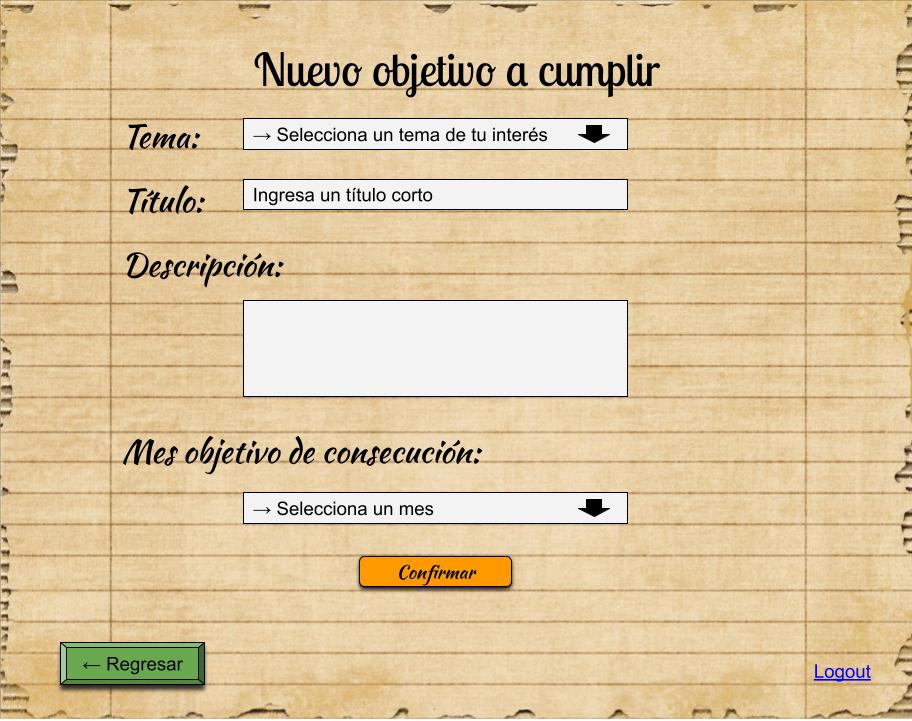 Nuevo objetivo a cumplir
Tema:
→ Selecciona un tema de tu interés
Título:
Ingresa un título corto
Descripción:
Mes objetivo de consecución:
→ Selecciona un mes
Confirmar
← Regresar
Logout